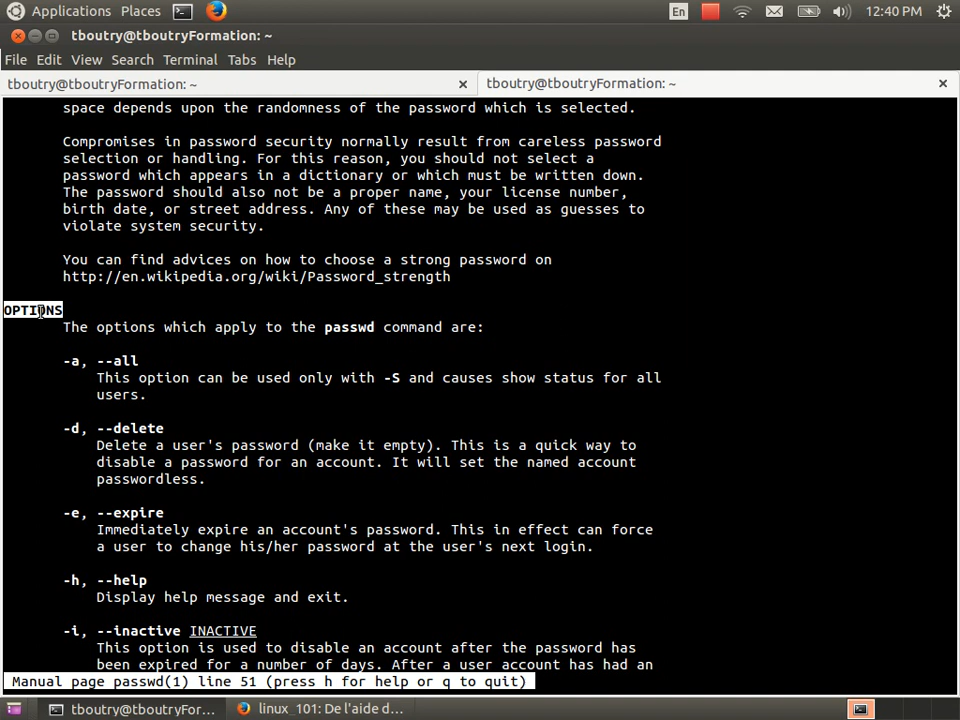 Applications Places En 12:40 PM
tboutry@tboutryFormation: ~
File Edit View Search Terminal Tabs Help
tboutry@tboutryFormation: ~ tboutry@tboutryFormation: ~
space depends upon the randomness of the password which is selected.
Compromises in password security normally result from careless password
selection or handling. For this reason, you should not select a
password which appears in a dictionary or which must be written down.
The password should also not be a proper name, your license number,
birth date, or street address. Any of these may be used as guesses to
violate system security.
You can find advices on how to choose a strong password on
http://en.wikipedia.org/wiki/Password_strength
OPTIONS
The options which apply to the passwd command are:
-a, --all
This option can be used only with -S and causes show status for all
users.
-d, --delete
Delete a user's password (make it empty). This is a quick way to
disable a password for an account. It will set the named account
passwordless.
-e, --expire
Immediately expire an account's password. This in effect can force
a user to change his/her password at the user's next login.
-h, --help
Display help message and exit.
-i, --inactive INACTIVE
This option is used to disable an account after the password has
been expired for a number of days. After a user account has had an
Manual page passwd(1) line 51 (press h for help or q to quit)
tboutry@tboutryFor... linux_101: De l'aide d...